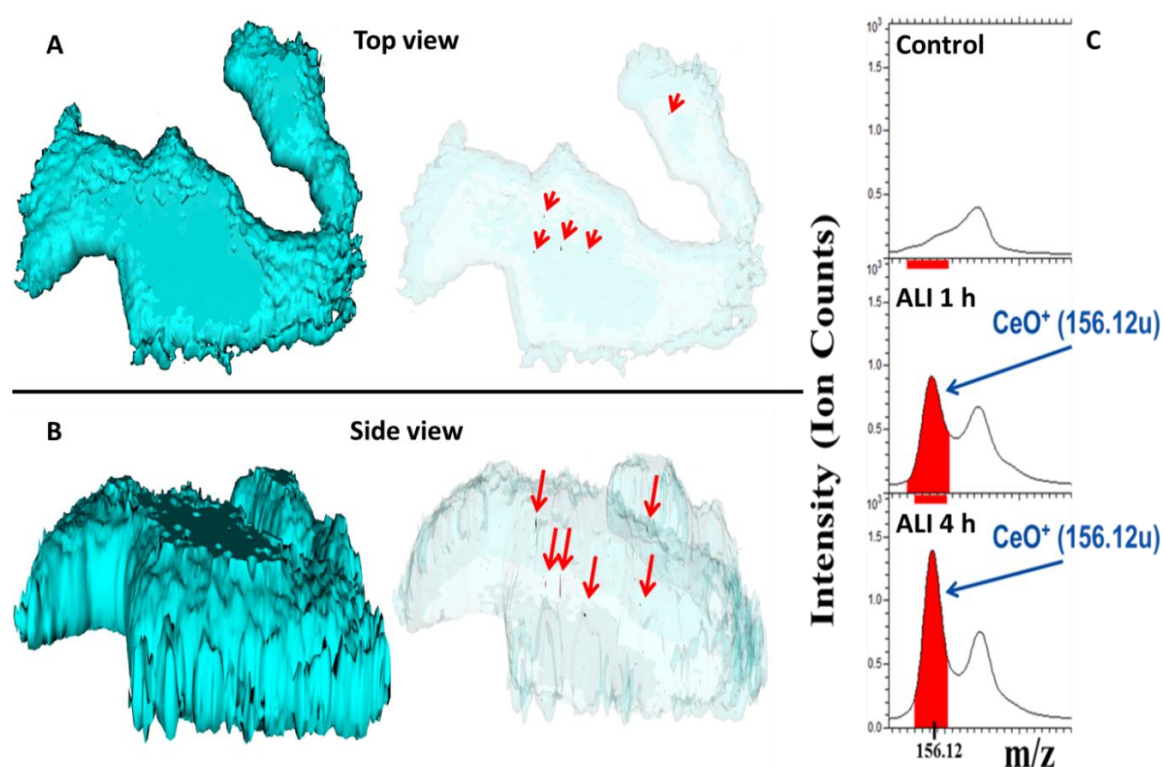 A
Top view
B
Side view
Intensity (Ion Counts)
C
10³
Control
1.5
1.0
0.5
10³
ALI 1 h
1.5
CeO⁺ (156.12u)
1.0
0.5
10³
ALI 4 h
1.5
CeO⁺ (156.12u)
1.0
0.5
0.0
156.12
m/z